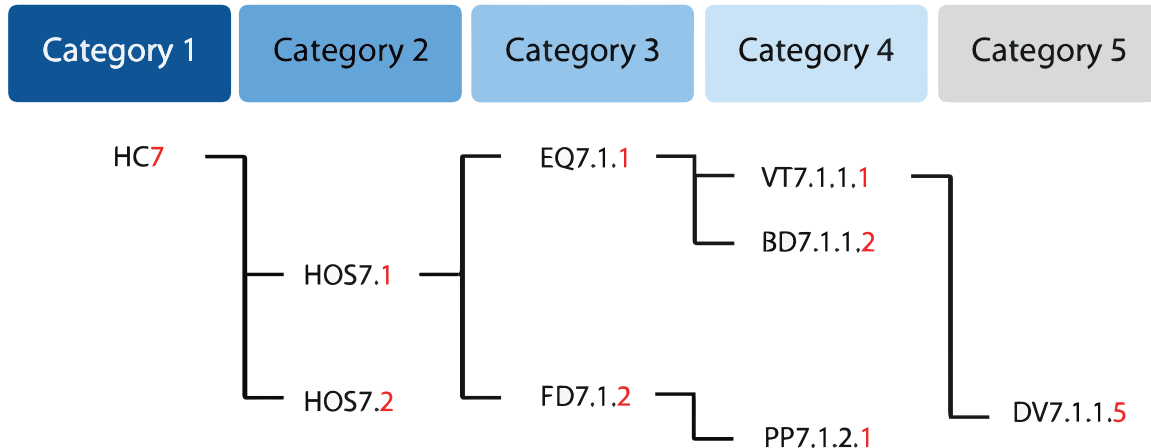 Category 1 Category 2 Category 3 Category 4 Category 5
HC7 EQ7.1.1
VT7.1.1.1
BD7.1.1.2
HOS7.1
HOS7.2 FD7.1.2
DV7.1.1.5
PP7.1.2.1